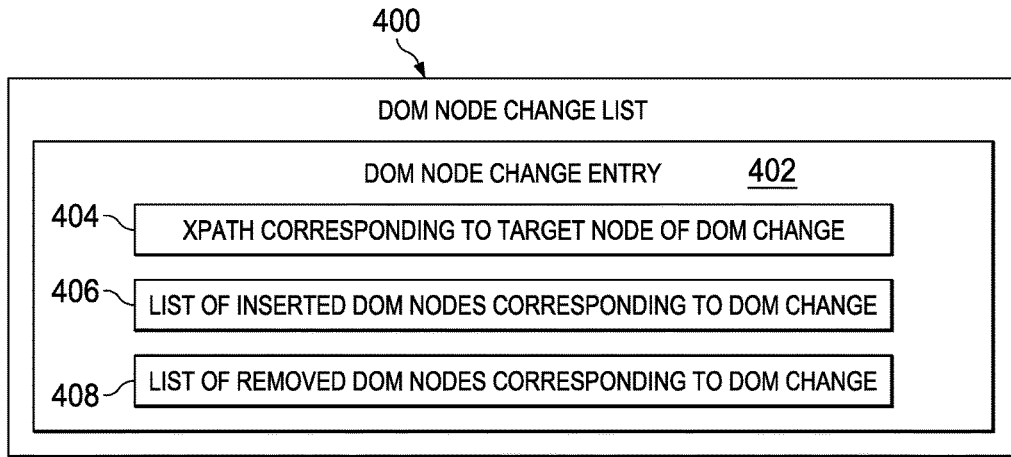 400
DOM NODE CHANGE LIST
DOM NODE CHANGE ENTRY 402
404 XPATH CORRESPONDING TO TARGET NODE OF DOM CHANGE
406 LIST OF INSERTED DOM NODES CORRESPONDING TO DOM CHANGE
408 LIST OF REMOVED DOM NODES CORRESPONDING TO DOM CHANGE